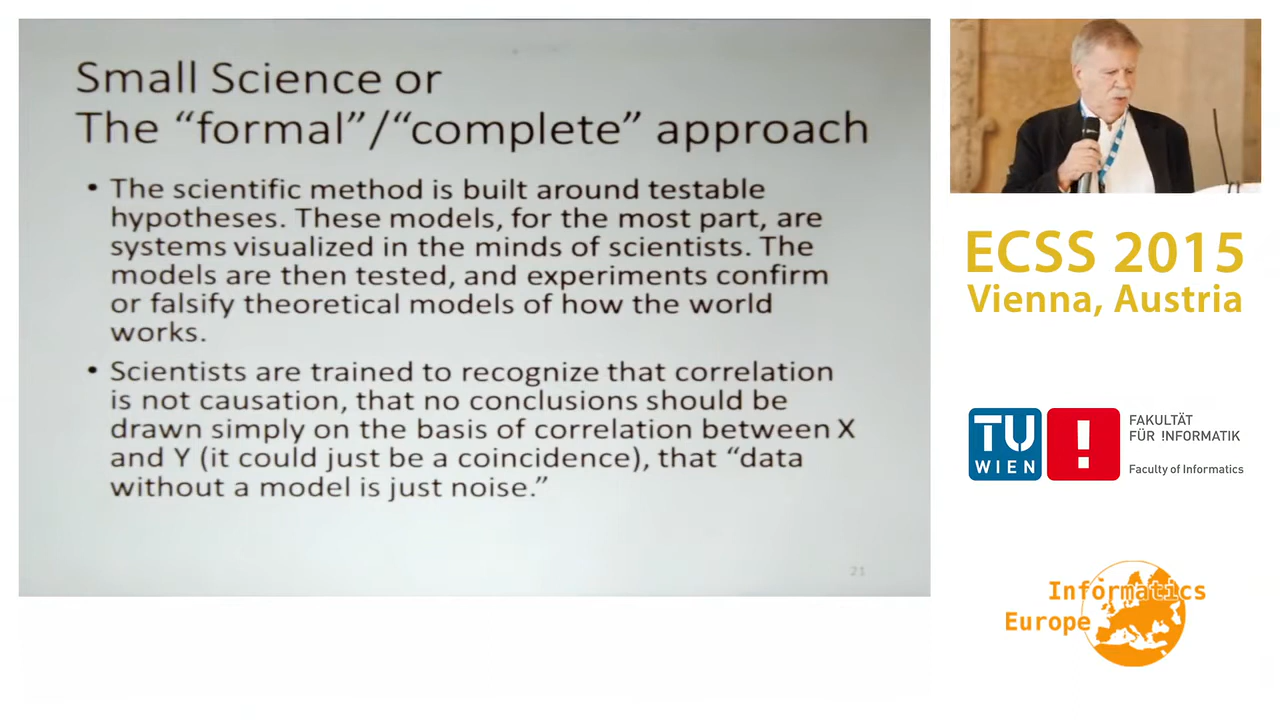 Small Science or
The “formal”/“complete” approach
• The scientific method is built around testable
hypotheses. These models, for the most part, are
systems visualized in the minds of scientists. The
models are then tested, and experiments confirm
or falsify theoretical models of how the world
works.
• Scientists are trained to recognize that correlation
is not causation, that no conclusions should be
drawn simply on the basis of correlation between X
and Y (it could just be a coincidence), that “data
without a model is just noise.”
21
ECSS 2015
Vienna, Austria
TU
WIEN
!
FAKULTÄT
FÜR !NFORMATIK
Faculty of Informatics
Informatics
Europe